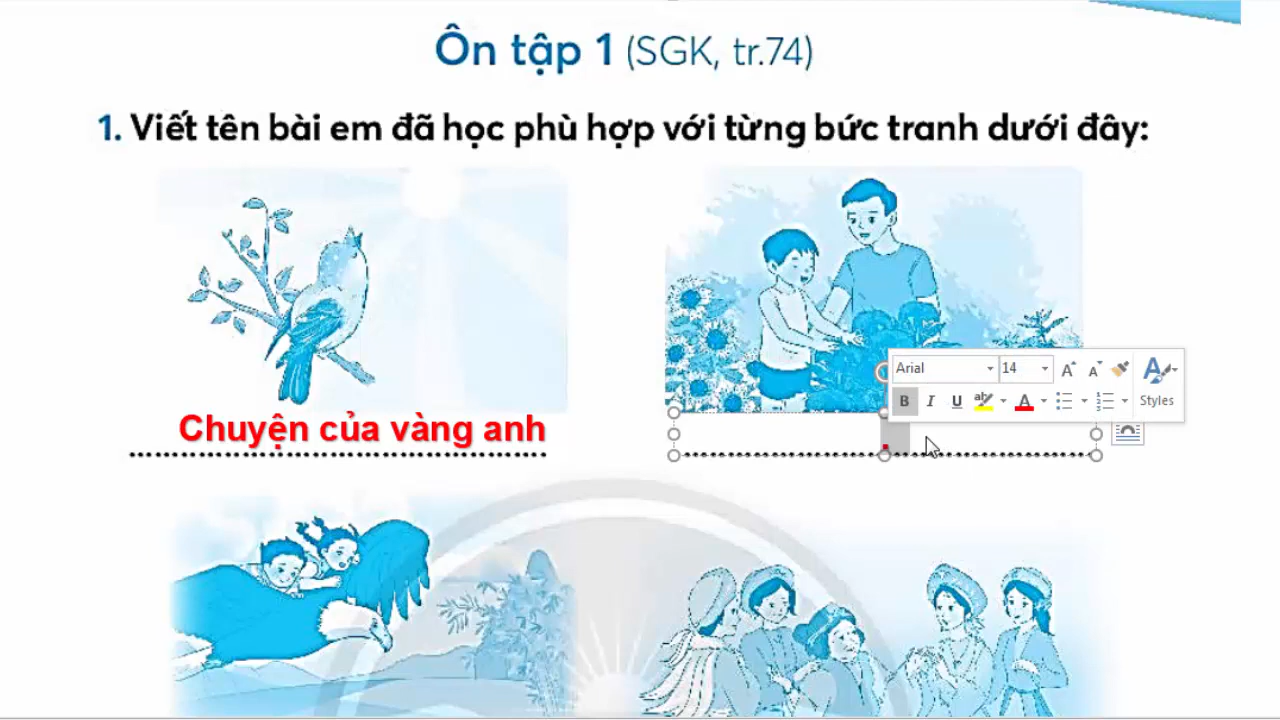 Ôn tập 1 (SGK, tr.74)
1. Viết tên bài em đã học phù hợp với từng bức tranh dưới đây:
Arial 14
B I U ab A Styles
Chuyện của vàng anh